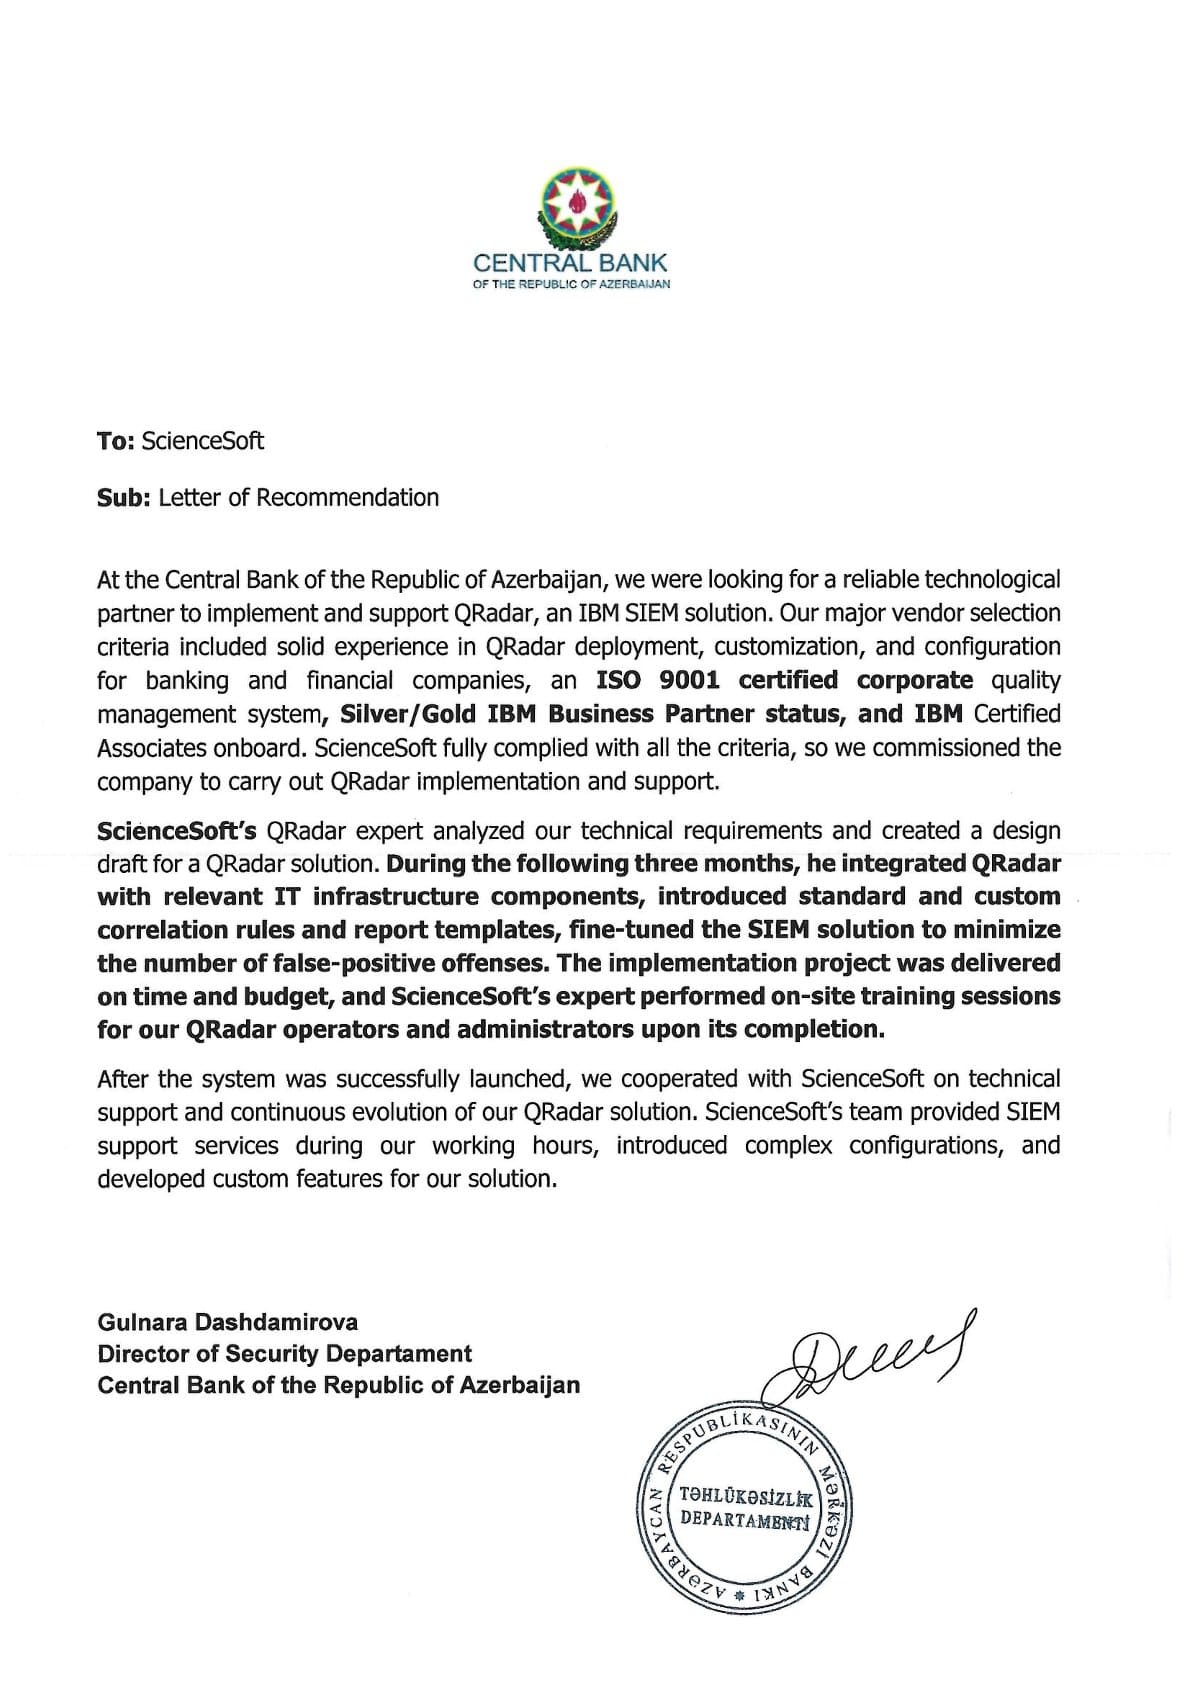 CENTRAL BANK
OF THE REPUBLIC OF AZERBAIJAN
To: ScienceSoft
Sub: Letter of Recommendation
At the Central Bank of the Republic of Azerbaijan, we were looking for a reliable technological
partner to implement and support QRadar, an IBM SIEM solution. Our major vendor selection
criteria included solid experience in QRadar deployment, customization, and configuration
for banking and financial companies, an ISO 9001 certified corporate quality
management system, Silver/Gold IBM Business Partner status, and IBM Certified
Associates onboard. ScienceSoft fully complied with all the criteria, so we commissioned the
company to carry out QRadar implementation and support.
ScienceSoft's QRadar expert analyzed our technical requirements and created a design
draft for a QRadar solution. During the following three months, he integrated QRadar
with relevant IT infrastructure components, introduced standard and custom
correlation rules and report templates, fine-tuned the SIEM solution to minimize
the number of false-positive offenses. The implementation project was delivered
on time and budget, and ScienceSoft's expert performed on-site training sessions
for our QRadar operators and administrators upon its completion.
After the system was successfully launched, we cooperated with ScienceSoft on technical
support and continuous evolution of our QRadar solution. ScienceSoft's team provided SIEM
support services during our working hours, introduced complex configurations, and
developed custom features for our solution.
Gulnara Dashdamirova
Director of Security Departament
Central Bank of the Republic of Azerbaijan
AZƏRBAYCAN RESPUBLİKASININ MƏRKƏZİ BANKI
TƏHLÜKƏSİZLİK
DEPARTAMENTİ